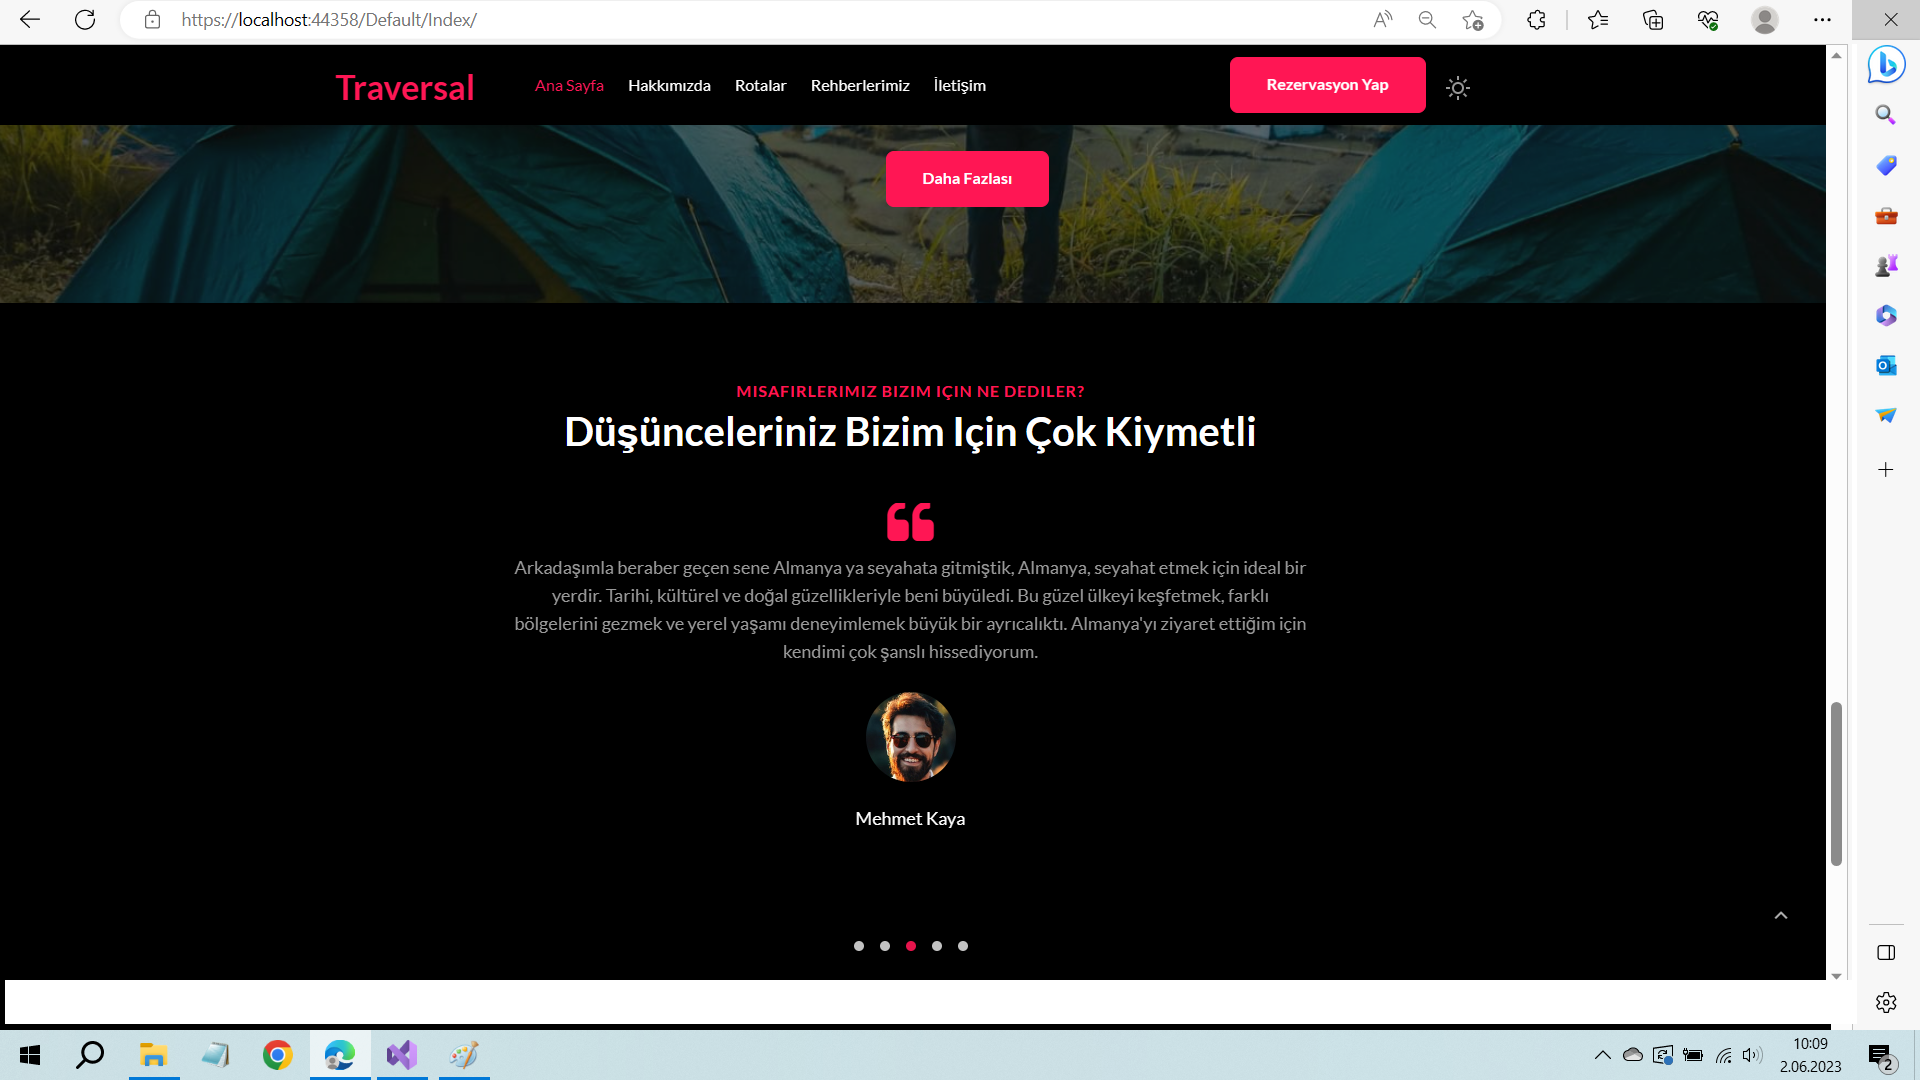 https://localhost:44358/Default/Index/
Traversal
Ana Sayfa
Hakkımızda
Rotalar
Rehberlerimiz
İletişim
Rezervasyon Yap
Daha Fazlası
MISAFIRLERIMIZ BIZIM IÇIN NE DEDILER?
Düşünceleriniz Bizim Için Çok Kiymetli
Arkadaşımla beraber geçen sene Almanya ya seyahata gitmiştik, Almanya, seyahat etmek için ideal bir
yerdir. Tarihi, kültürel ve doğal güzellikleriyle beni büyüledi. Bu güzel ülkeyi keşfetmek, farklı
bölgelerini gezmek ve yerel yaşamı deneyimlemek büyük bir ayrıcalıktı. Almanya'yı ziyaret ettiğim için
kendimi çok şanslı hissediyorum.
Mehmet Kaya
10:09
2.06.2023
2